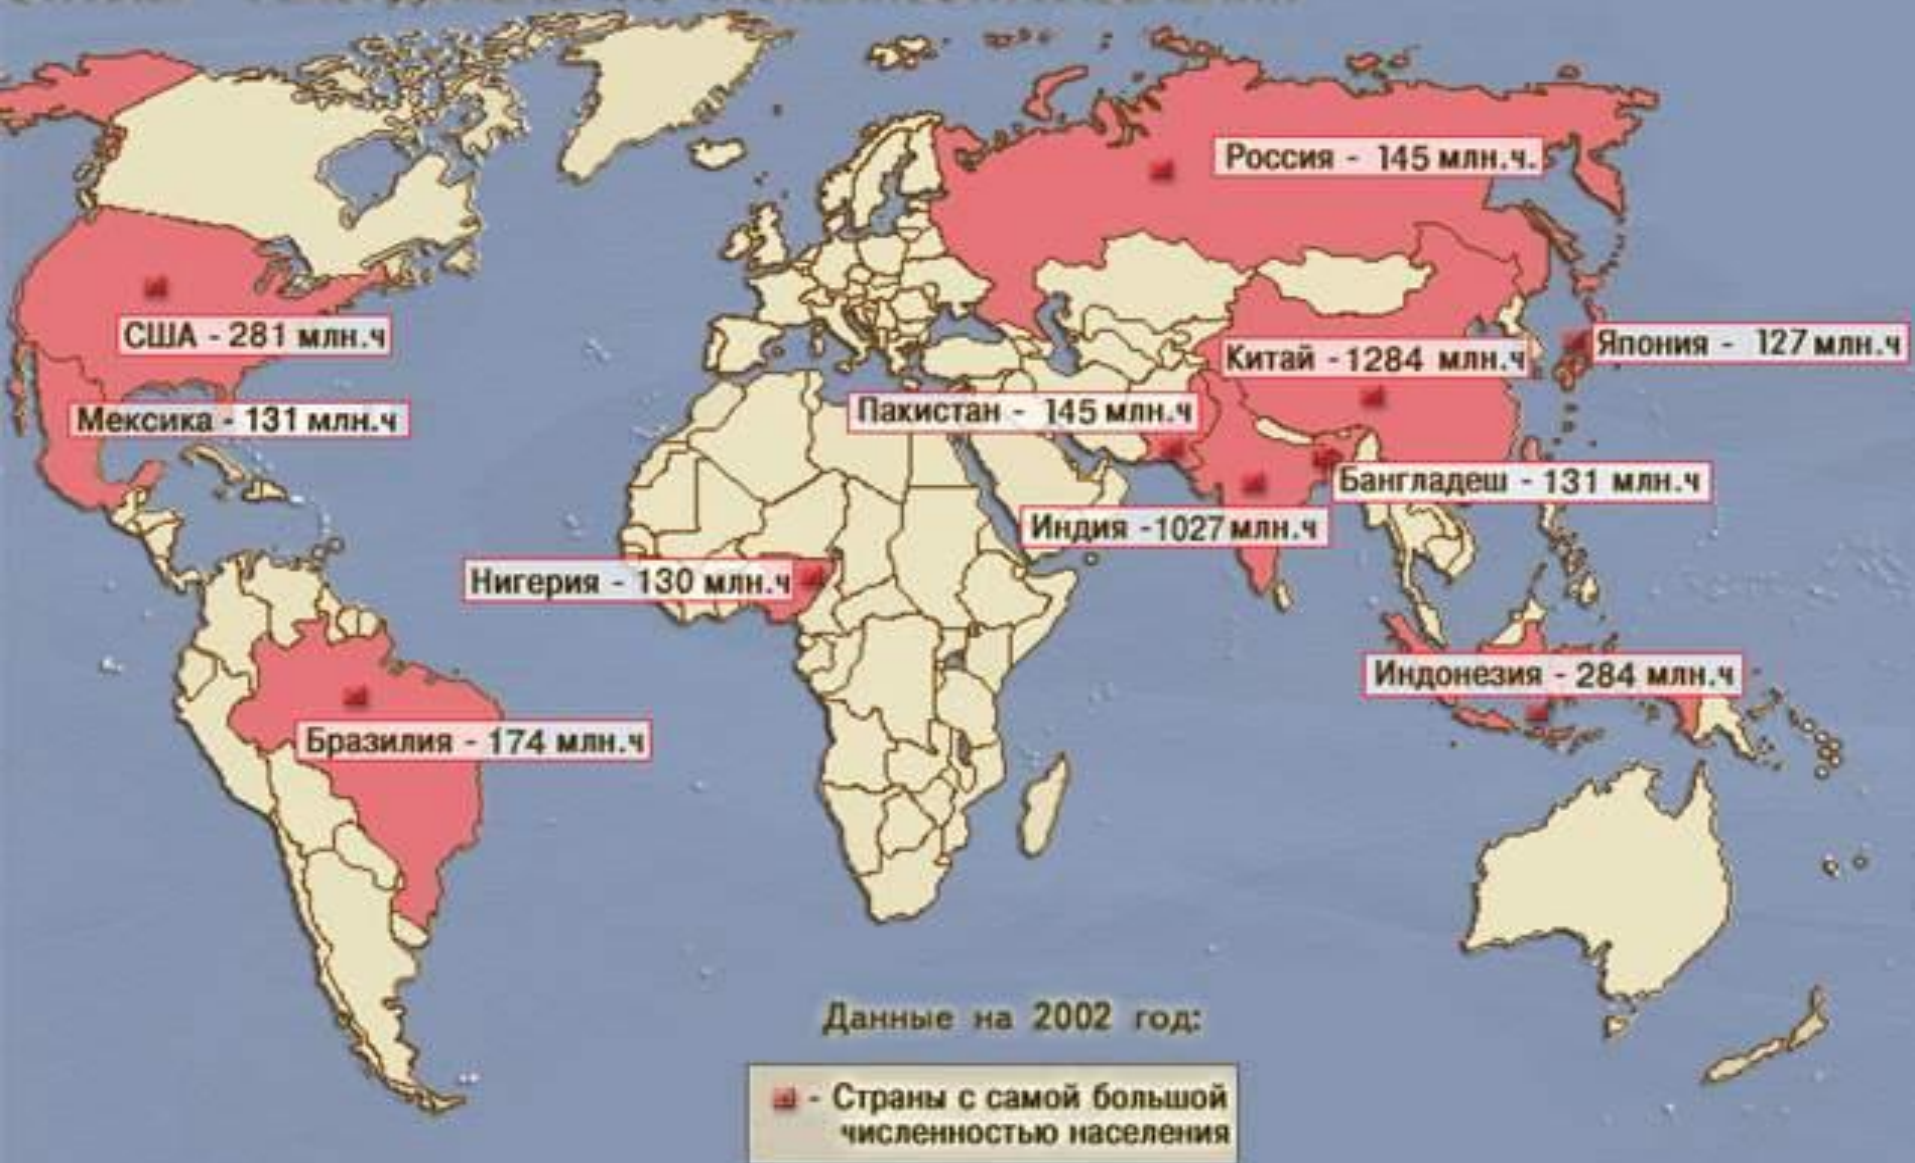 Россия - 145 млн.ч.
США - 281 млн.ч
Япония - 127 млн.ч
Китай -1284 млн.ч
Мексика - 131 млн.ч
Пакистан - 145 млн.ч
Бангладеш - 131 млн.ч
Индия -1027 млн.ч
Нигерия - 130 млн.ч
Индонезия - 284 млн.ч
Бразилия - 174 млн.ч
Данные на 2002 год:
- Страны с самой большой
численностью населения